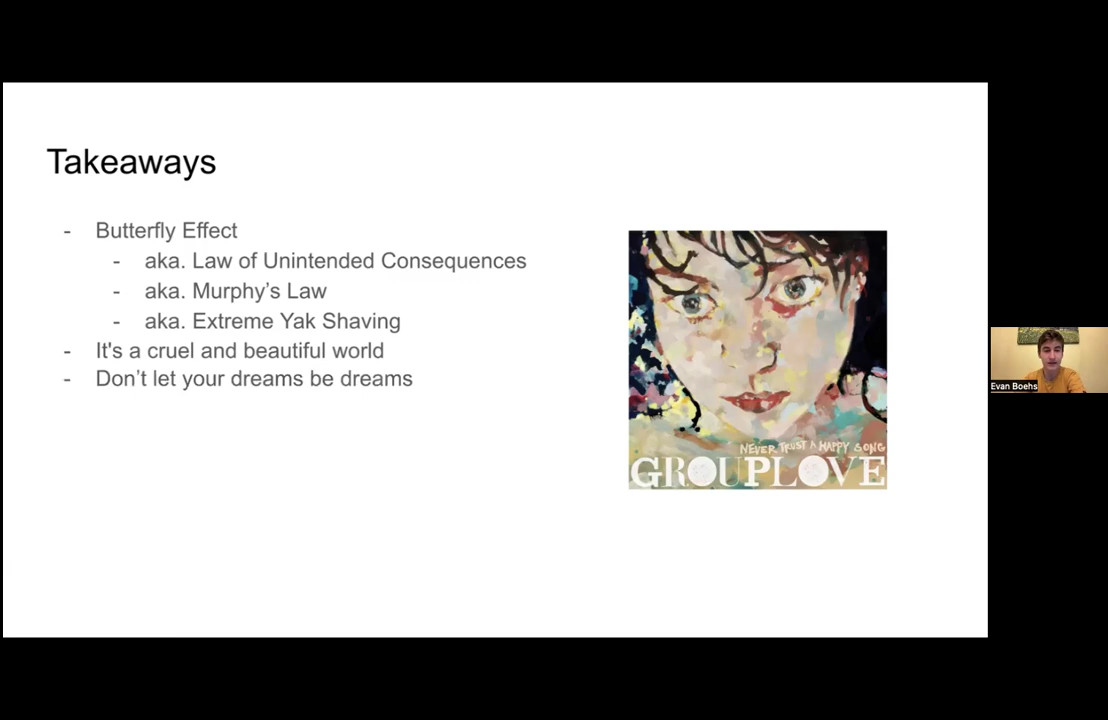 Takeaways
- Butterfly Effect
- aka. Law of Unintended Consequences
- aka. Murphy’s Law
- aka. Extreme Yak Shaving
- It's a cruel and beautiful world
- Don’t let your dreams be dreams
NEVER TRUST A HAPPY SONG
GROUPLOVE
Evan Boehs